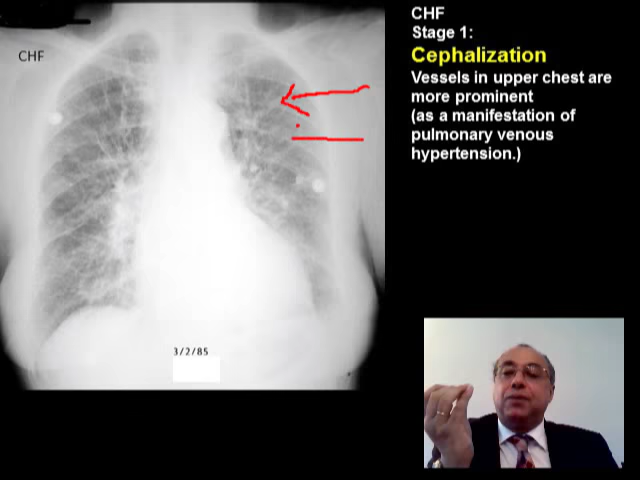 CHF
CHF
Stage 1:
Cephalization
Vessels in upper chest are
more prominent
(as a manifestation of
pulmonary venous
hypertension.)
3/2/85